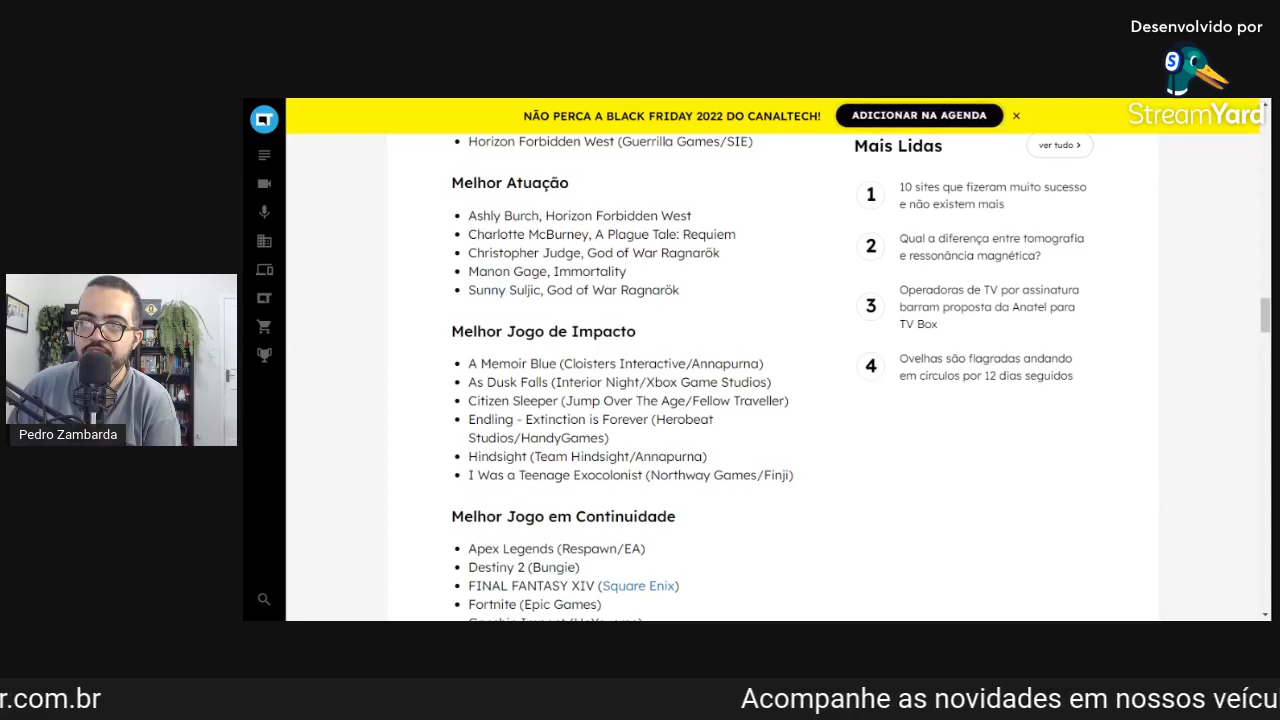 Desenvolvido por
StreamYard
NÃO PERCA A BLACK FRIDAY 2022 DO CANALTECH!
ADICIONAR NA AGENDA
×
Horizon Forbidden West (Guerrilla Games/SIE)
Melhor Atuação
Ashly Burch, Horizon Forbidden West
Charlotte McBurney, A Plague Tale: Requiem
Christopher Judge, God of War Ragnarök
Manon Gage, Immortality
Sunny Suljic, God of War Ragnarök
Melhor Jogo de Impacto
A Memoir Blue (Cloisters Interactive/Annapurna)
As Dusk Falls (Interior Night/Xbox Game Studios)
Citizen Sleeper (Jump Over The Age/Fellow Traveller)
Endling - Extinction is Forever (Herobeat
Studios/HandyGames)
Hindsight (Team Hindsight/Annapurna)
I Was a Teenage Exocolonist (Northway Games/Finji)
Melhor Jogo em Continuidade
Apex Legends (Respawn/EA)
Destiny 2 (Bungie)
FINAL FANTASY XIV (Square Enix)
Fortnite (Epic Games)
Mais Lidas
ver tudo >
1
10 sites que fizeram muito sucesso
e não existem mais
2
Qual a diferença entre tomografia
e ressonância magnética?
3
Operadoras de TV por assinatura
barram proposta da Anatel para
TV Box
4
Ovelhas são flagradas andando
em círculos por 12 dias seguidos
Pedro Zambarda
r.com.br
Acompanhe as novidades em nossos veícu